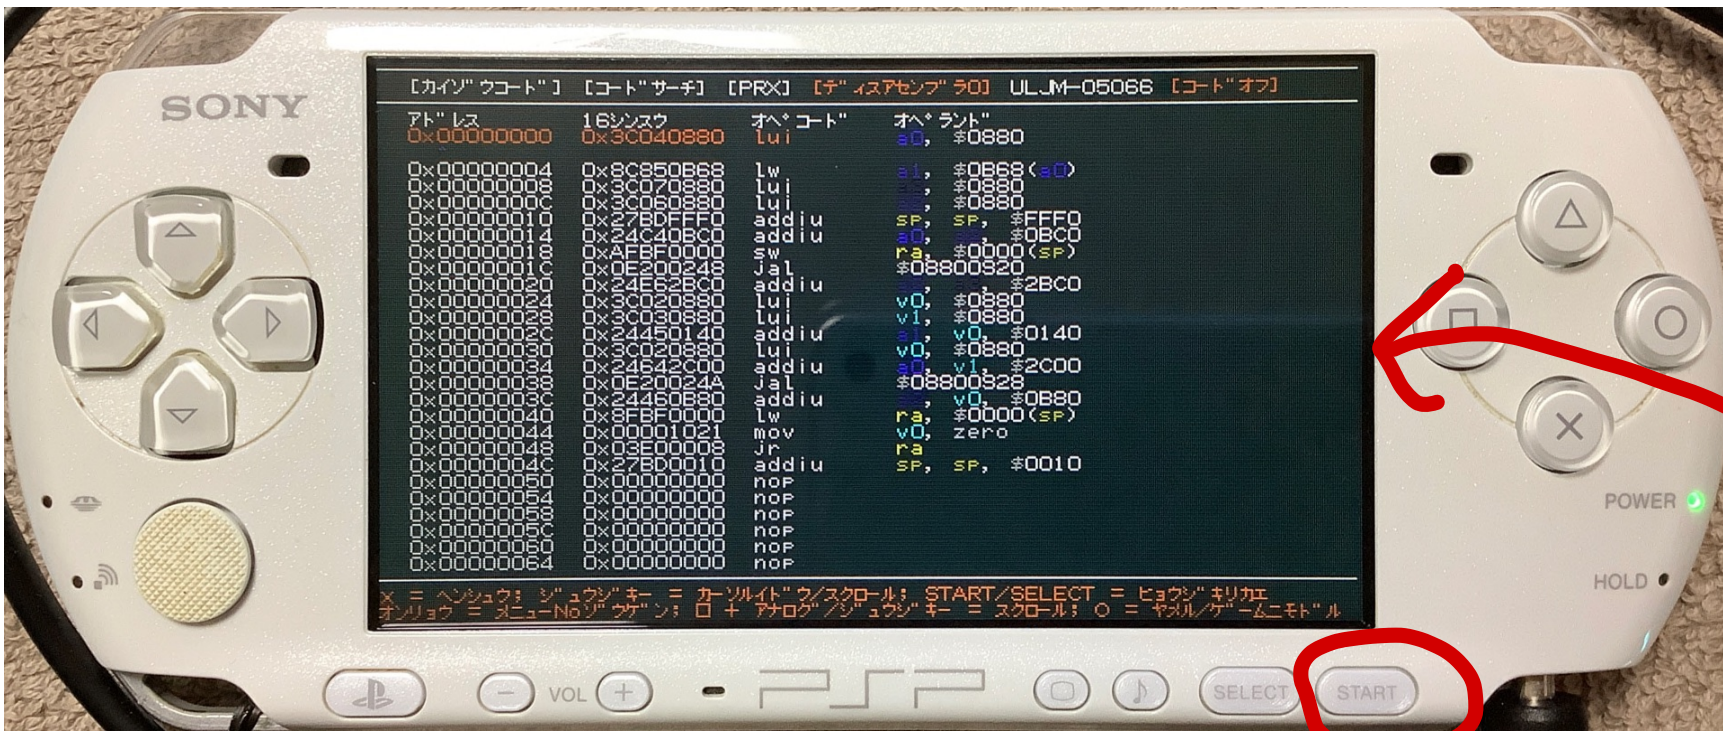 SONY
[カイゾウコード] [コードサーチ] [PRX] [ディスアセンブラO] ULJM-05066 [コードオフ]
アドレス 16シンスウ オペコード オペランド
0x00000000 0x3C040880 lui a0, $0880
0x00000004 0x8C850B68 lw a1, $0B68(a0)
0x00000008 0x3C070880 lui , $0880
0x0000000C 0x3C060880 lui , $0880
0x00000010 0x27BDFFF0 addiu sp, sp, $FFF0
0x00000014 0x24C40BC0 addiu a0, , $0BC0
0x00000018 0xAFBF0000 sw ra, $0000(sp)
0x0000001C 0x0E200248 jal $08800920
0x00000020 0x24E62BC0 addiu , , $2BC0
0x00000024 0x3C020880 lui v0, $0880
0x00000028 0x3C030880 lui v1, $0880
0x0000002C 0x24450140 addiu a1, v0, $0140
0x00000030 0x3C020880 lui v0, $0880
0x00000034 0x24642C00 addiu a0, v1, $2C00
0x00000038 0x0E20024A jal $08800928
0x0000003C 0x24460B80 addiu , v0, $0B80
0x00000040 0x8FBF0000 lw ra, $0000(sp)
0x00000044 0x00001021 mov v0, zero
0x00000048 0x03E00008 jr ra
0x0000004C 0x27BD0010 addiu sp, sp, $0010
0x00000050 0x00000000 nop
0x00000054 0x00000000 nop
0x00000058 0x00000000 nop
0x0000005C 0x00000000 nop
0x00000060 0x00000000 nop
0x00000064 0x00000000 nop
× = ヘンシュウ; ジュウジキー = カーソルイドウ/スクロール; START/SELECT = ヒョウジキリカエ
オンリョウ = メニューNoゾウゲン; □ + アナログ/ジュウジキー = スクロール; ○ = ヤメル/ゲームニモドル
POWER
HOLD
VOL
PSP
SELECT
START